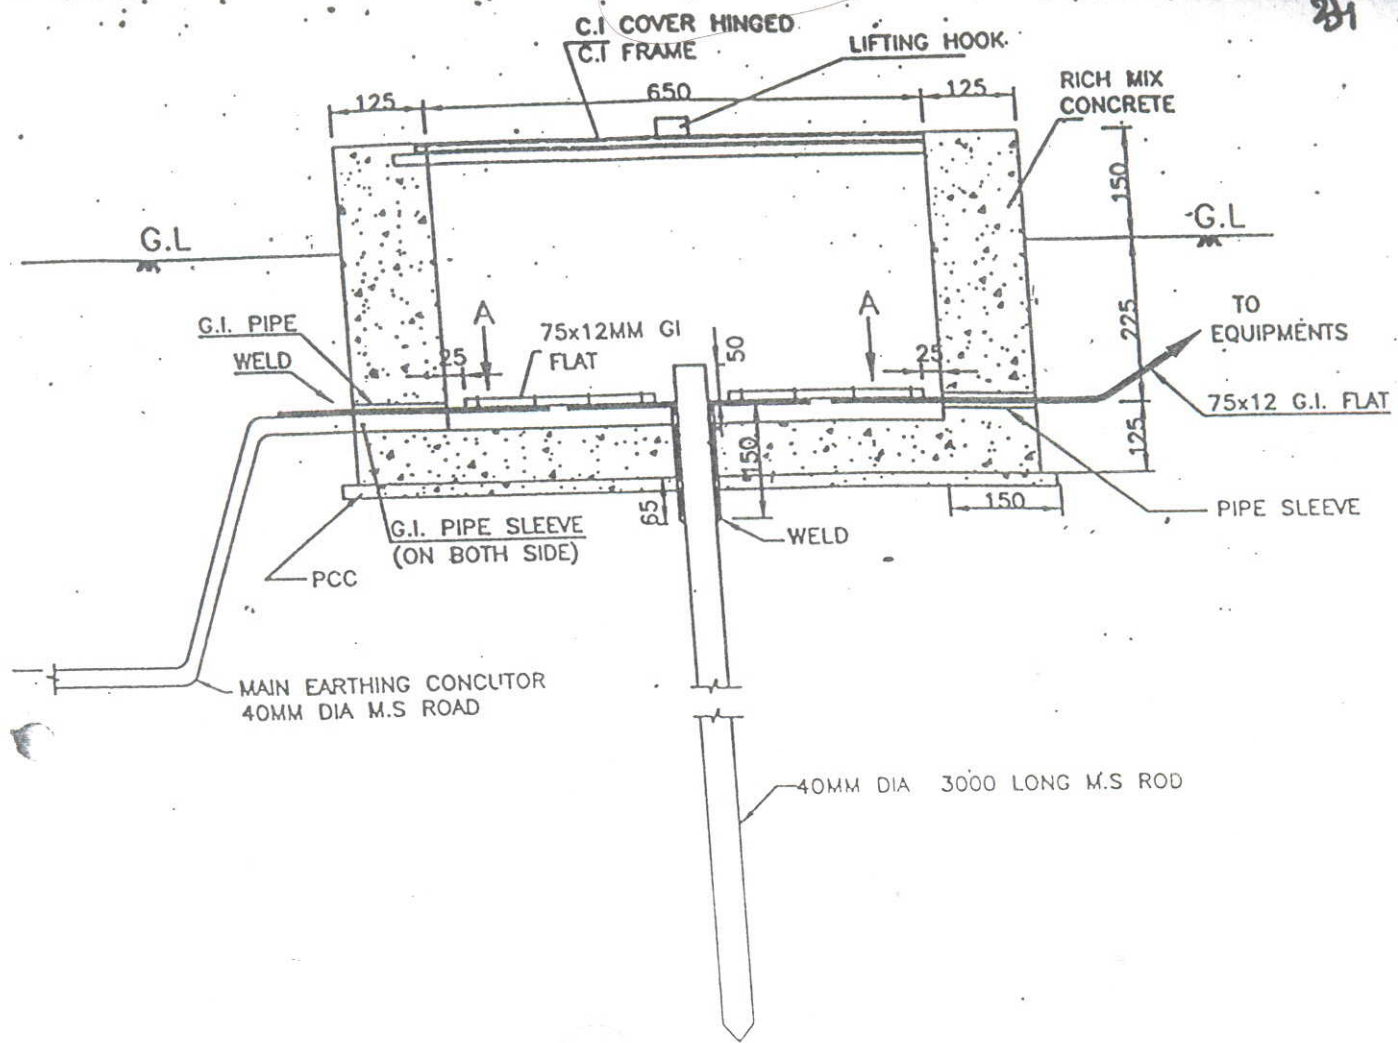 C.I COVER HINGED
C.I FRAME
LIFTING HOOK
RICH MIX
CONCRETE
125
650
125
150
G.L
G.L
A
A
TO
EQUIPMENTS
G.I. PIPE
WELD
25
75x12MM GI
FLAT
50
25
225
75x12 G.I. FLAT
125
150
65
150
PIPE SLEEVE
G.I. PIPE SLEEVE
(ON BOTH SIDE)
WELD
PCC
MAIN EARTHING CONCUTOR
40MM DIA M.S ROAD
40MM DIA 3000 LONG M.S ROD